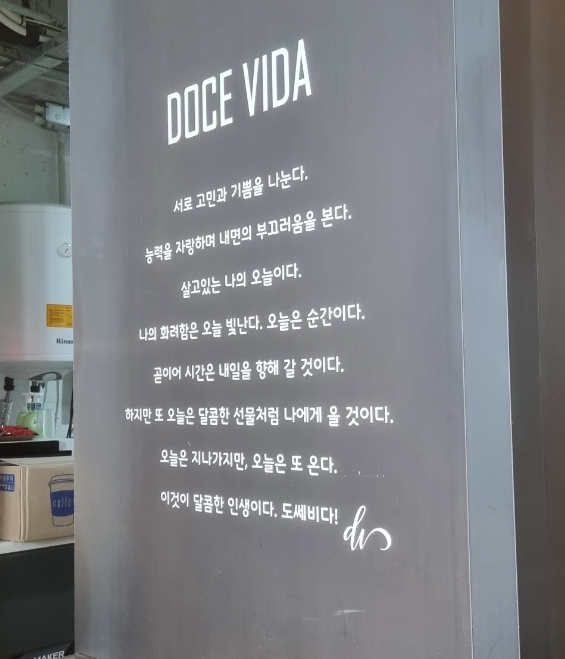 DOCE VIDA
서로 고민과 기쁨을 나눈다.
능력을 자랑하며 내면의 부끄러움을 본다.
살고있는 나의 오늘이다.
나의 화려함은 오늘 빛난다. 오늘은 순간이다.
곧이어 시간은 내일을 향해 갈 것이다.
하지만 또 오늘은 달콤한 선물처럼 나에게 올 것이다.
오늘은 지나가지만, 오늘은 또 온다.
이것이 달콤한 인생이다. 도쎄비다!
dv
coffee
MAKER